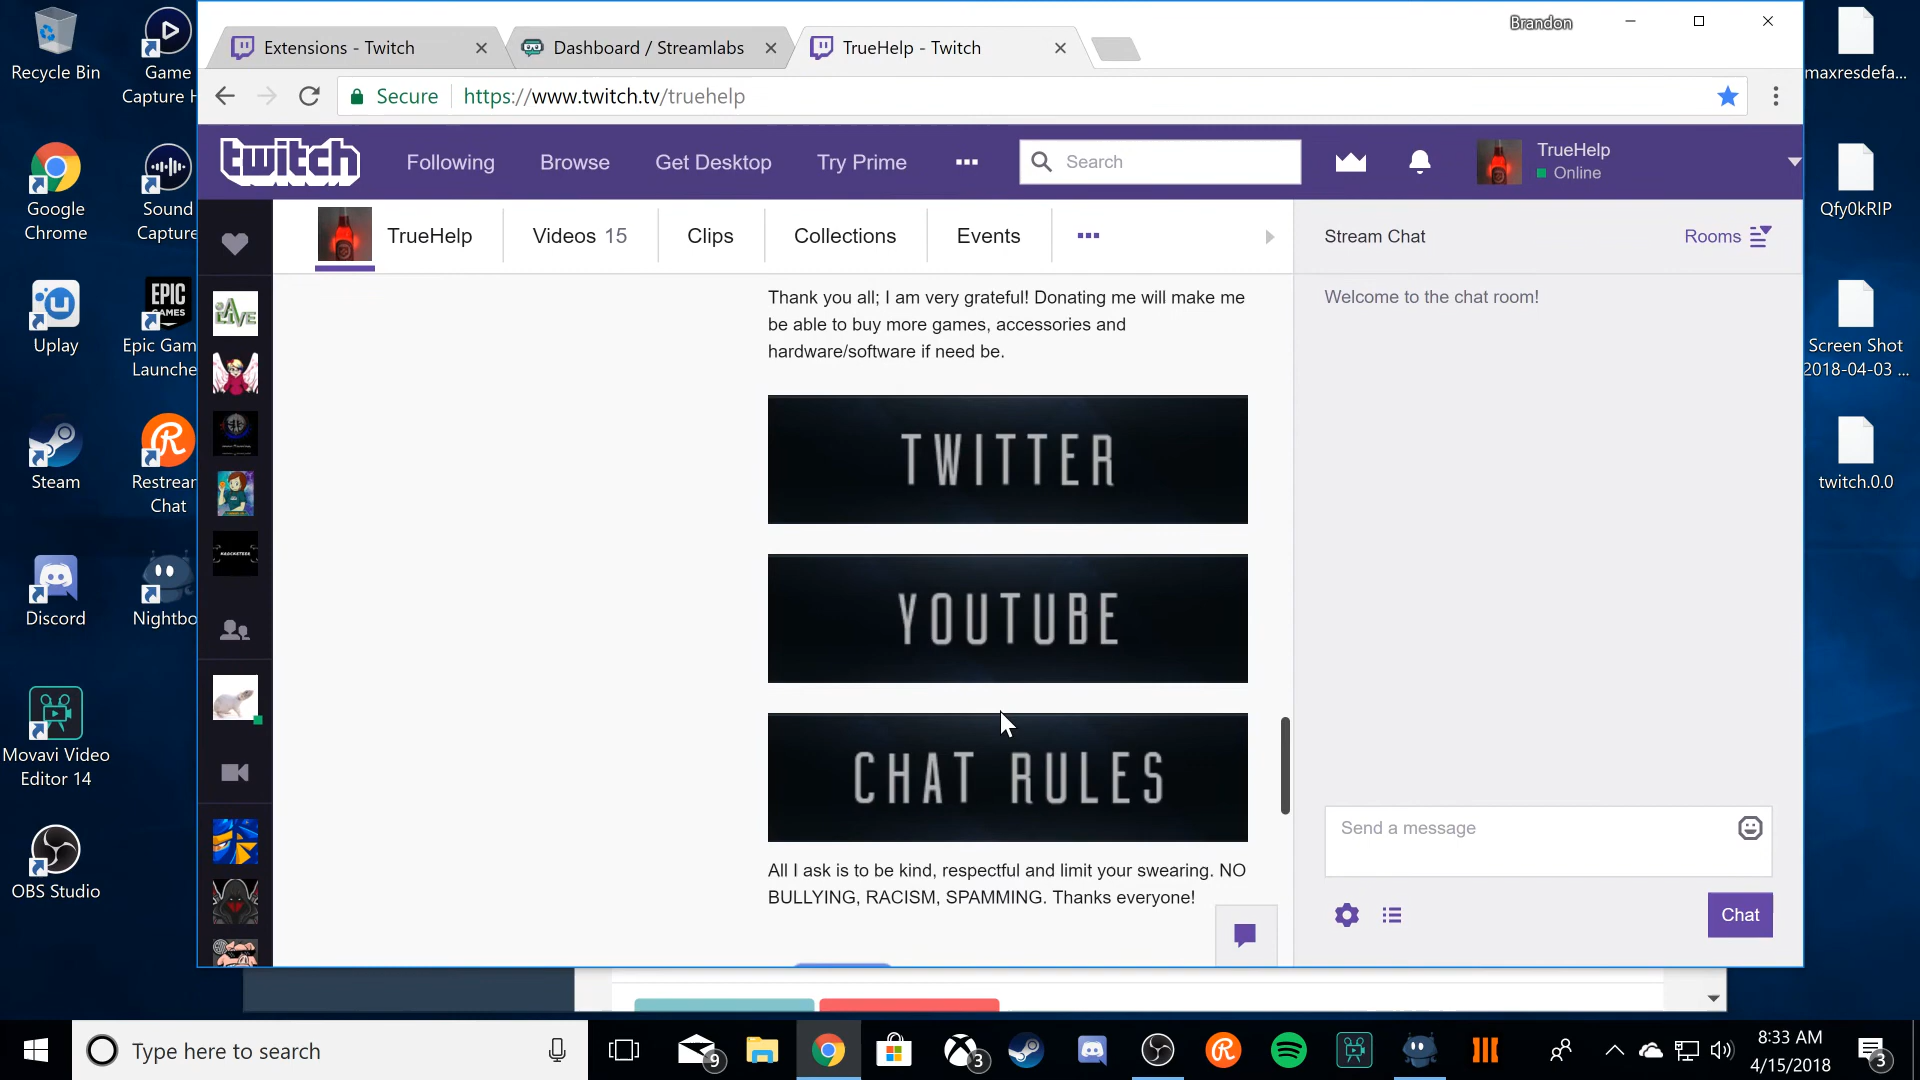 Recycle Bin
Game
Capture H
Google
Chrome
Sound
Capture
Uplay
EPIC
GAMES
Epic Gam
Launche
Steam
Restrear
Chat
Discord
Nightbo
Movavi Video
Editor 14
OBS Studio
Extensions - Twitch
Dashboard / Streamlabs
TrueHelp - Twitch
Brandon
Secure
https://www.twitch.tv/truehelp
twitch
Following
Browse
Get Desktop
Try Prime
Search
TrueHelp
Online
TrueHelp
Videos 15
Clips
Collections
Events
Stream Chat
Rooms
Welcome to the chat room!
Thank you all; I am very grateful! Donating me will make me
be able to buy more games, accessories and
hardware/software if need be.
TWITTER
YOUTUBE
CHAT RULES
All I ask is to be kind, respectful and limit your swearing. NO
BULLYING, RACISM, SPAMMING. Thanks everyone!
Send a message
Chat
maxresdefa...
Qfy0kRIP
Screen Shot
2018-04-03 ...
twitch.0.0
Type here to search
9
3
8:33 AM
4/15/2018
3